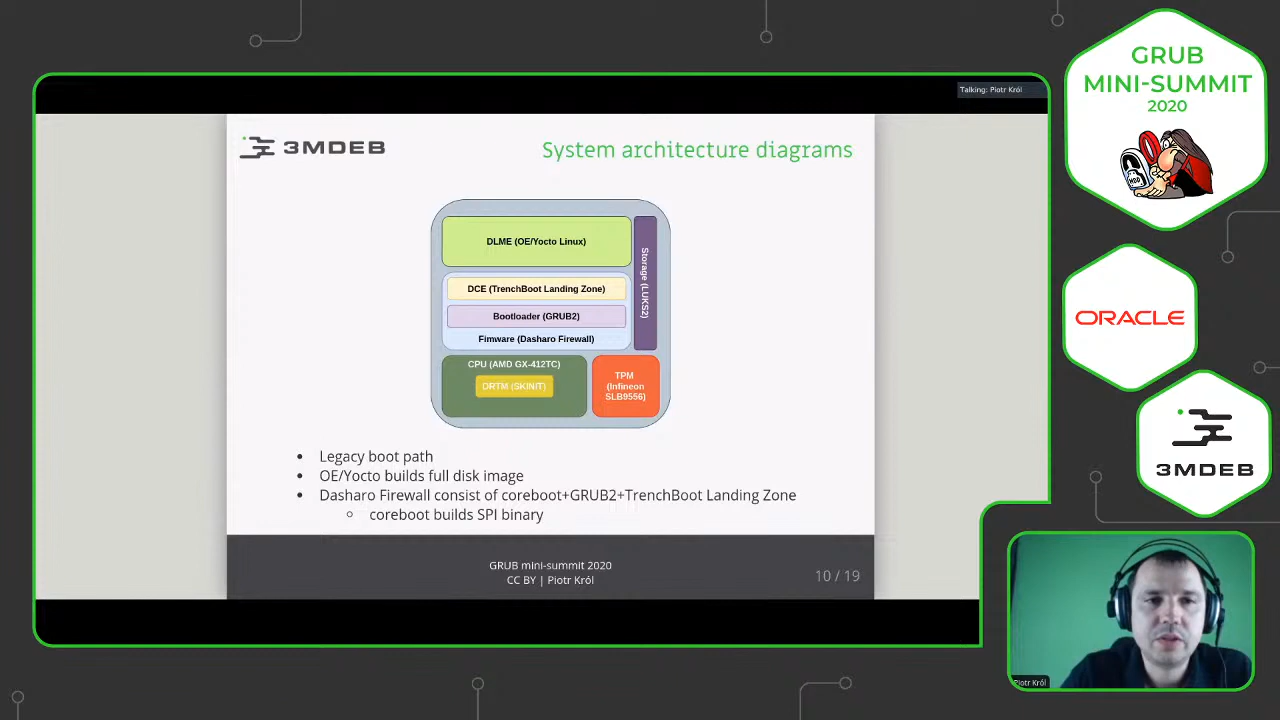 Talking: Piotr Król
GRUB
MINI-SUMMIT
2020
3MDEB
System architecture diagrams
DLME (OE/Yocto Linux)
Storage (LUKS2)
DCE (TrenchBoot Landing Zone)
Bootloader (GRUB2)
Fimware (Dasharo Firewall)
CPU (AMD GX-412TC)
DRTM (SKINIT)
TPM
(Infineon
SLB9556)
• Legacy boot path
• OE/Yocto builds full disk image
• Dasharo Firewall consist of coreboot+GRUB2+TrenchBoot Landing Zone
○ coreboot builds SPI binary
GRUB mini-summit 2020
CC BY | Piotr Król
10 / 19
ORACLE
3MDEB
Piotr Król